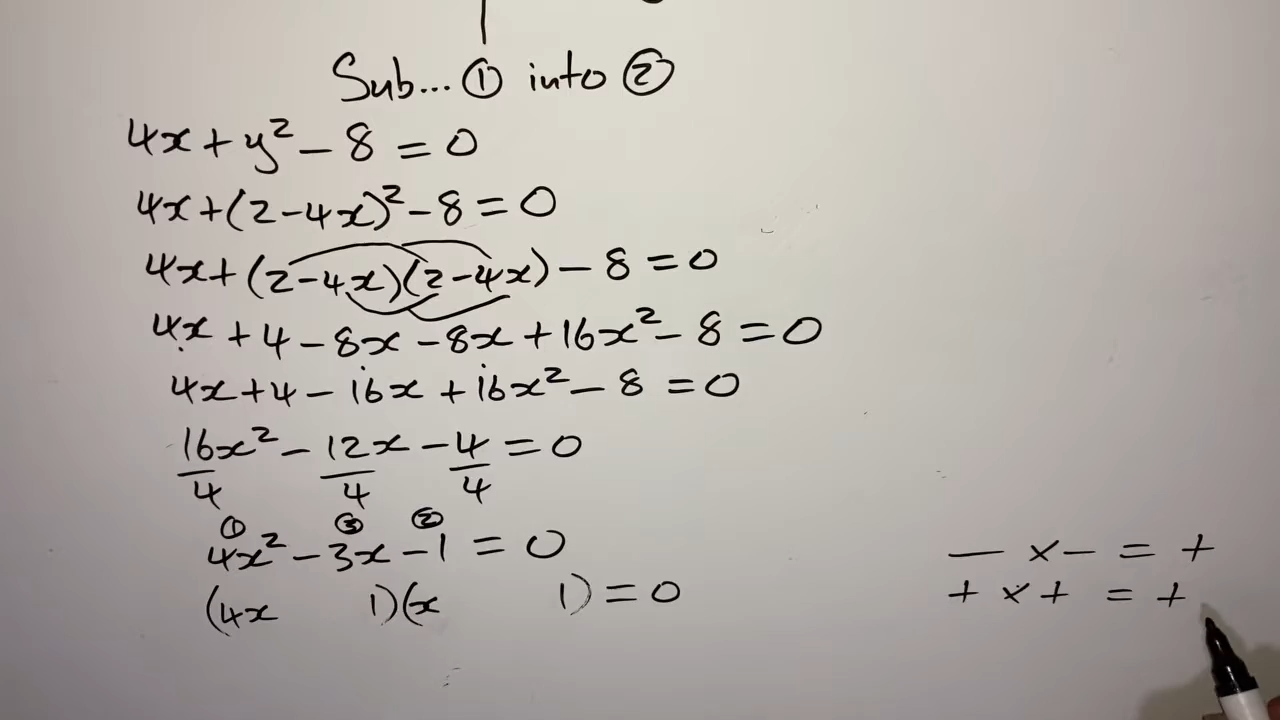 Sub... ① into ②
4x + y² - 8 = 0
4x + (2 - 4x)² - 8 = 0
4x + (2 - 4x)(2 - 4x) - 8 = 0
4x + 4 - 8x - 8x + 16x² - 8 = 0
4x + 4 - 16x + 16x² - 8 = 0
16x² - 12x - 4 = 0
4 4 4
① ③ ②
4x² - 3x - 1 = 0
(4x 1)(x 1) = 0
- × - = +
+ × + = +